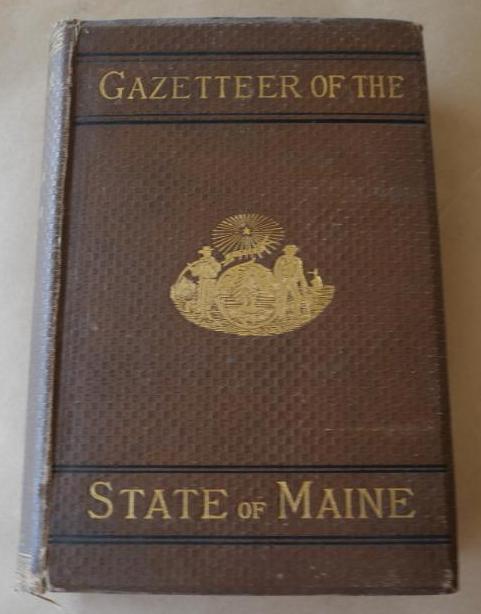 GAZETTEER OF THE
STATE OF MAINE